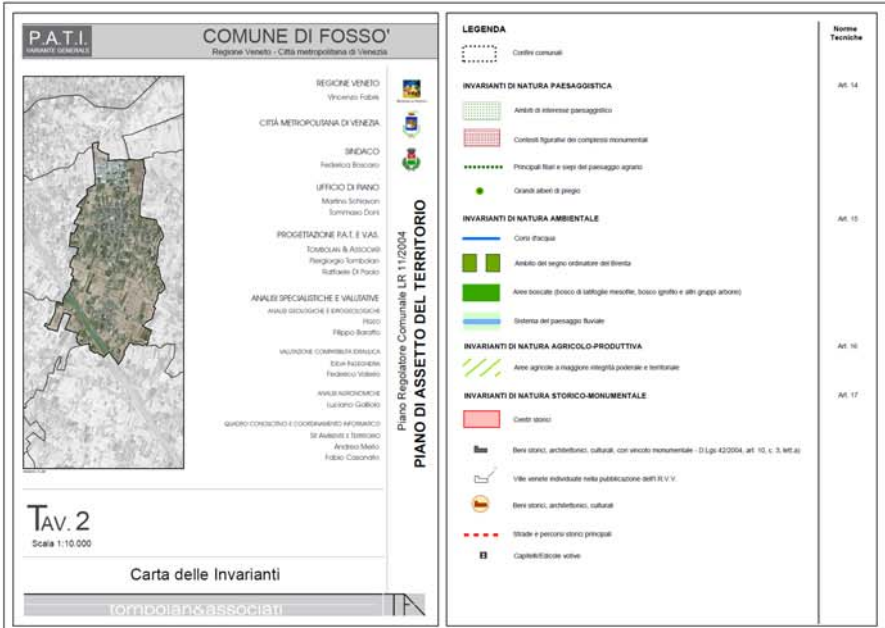 P.A.T.I.
VARIANTE GENERALE
COMUNE DI FOSSO'
Regione Veneto - Città metropolitana di Venezia
REGIONE VENETO
Vincenzo Fabris
CITTÀ METROPOLITANA DI VENEZIA
SINDACO
Federica Boscaro
UFFICIO DI PIANO
Martino Schiavon
Tommaso Doni
PROGETTAZIONE P.A.T. E V.A.S.
TOMBOLAN & ASSOCIATI
Piergiorgio Tombolan
Raffaele Di Paolo
ANALISI SPECIALISTICHE E VALUTATIVE
ANALISI GEOLOGICHE E IDROGEOLOGICHE
Filippo Baratto
VALUTAZIONE COMPATIBILITÀ IDRAULICA
Federico Valerio
ANALISI AGRONOMICHE
Luciano Galliolo
QUADRO CONOSCITIVO E COORDINAMENTO INFORMATICO
SIT AMBIENTE E TERRITORIO
Andrea Merlo
Fabio Casonato
Piano Regolatore Comunale LR 11/2004
PIANO DI ASSETTO DEL TERRITORIO
TAV. 2
Scala 1:10.000
Carta delle Invarianti
tombolan&associati
TA
LEGENDA
Norme
Tecniche
Confini comunali
INVARIANTI DI NATURA PAESAGGISTICA
Art. 14
Ambiti di interesse paesaggistico
Contesti figurativi dei complessi monumentali
Principali filari e siepi del paesaggio agrario
Grandi alberi di pregio
INVARIANTI DI NATURA AMBIENTALE
Art. 15
Corsi d'acqua
Ambito del segno ordinatore del Brenta
Aree boscate (bosco di latifoglie mesofile, bosco igrofilo e altri gruppi arborei)
Sistema del paesaggio fluviale
INVARIANTI DI NATURA AGRICOLO-PRODUTTIVA
Art. 16
Aree agricole a maggiore integrità poderale e territoriale
INVARIANTI DI NATURA STORICO-MONUMENTALE
Art. 17
Centri storici
Beni storici, architettonici, culturali, con vincolo monumentale - D.Lgs 42/2004, art. 10, c. 3, lett.a)
Ville venete individuate nella pubblicazione dell'I.R.V.V.
Beni storici, architettonici, culturali
Strade e percorsi storici principali
Capitelli/Edicole votive